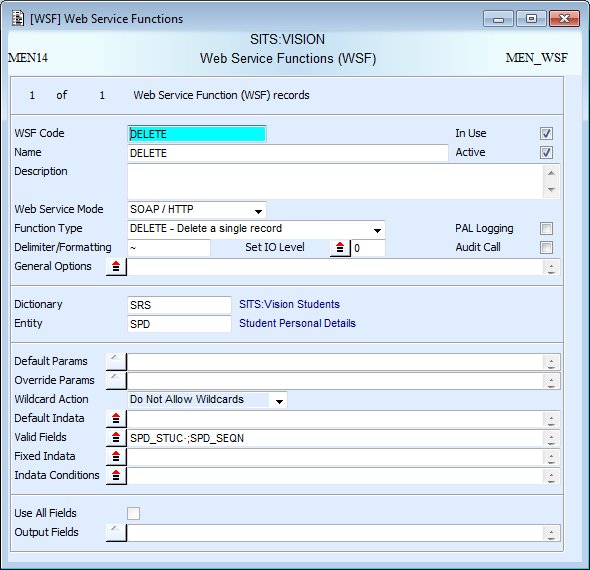 [WSF] Web Service Functions
SITS:VISION
MEN14 Web Service Functions (WSF) MEN_WSF
1 of 1 Web Service Function (WSF) records
WSF Code DELETE In Use
Name DELETE Active
Description
Web Service Mode SOAP / HTTP
Function Type DELETE - Delete a single record PAL Logging
Delimiter/Formatting ~ Set IO Level 0 Audit Call
General Options
Dictionary SRS SITS:Vision Students
Entity SPD Student Personal Details
Default Params
Override Params
Wildcard Action Do Not Allow Wildcards
Default Indata
Valid Fields SPD_STUC·;SPD_SEQN
Fixed Indata
Indata Conditions
Use All Fields
Output Fields